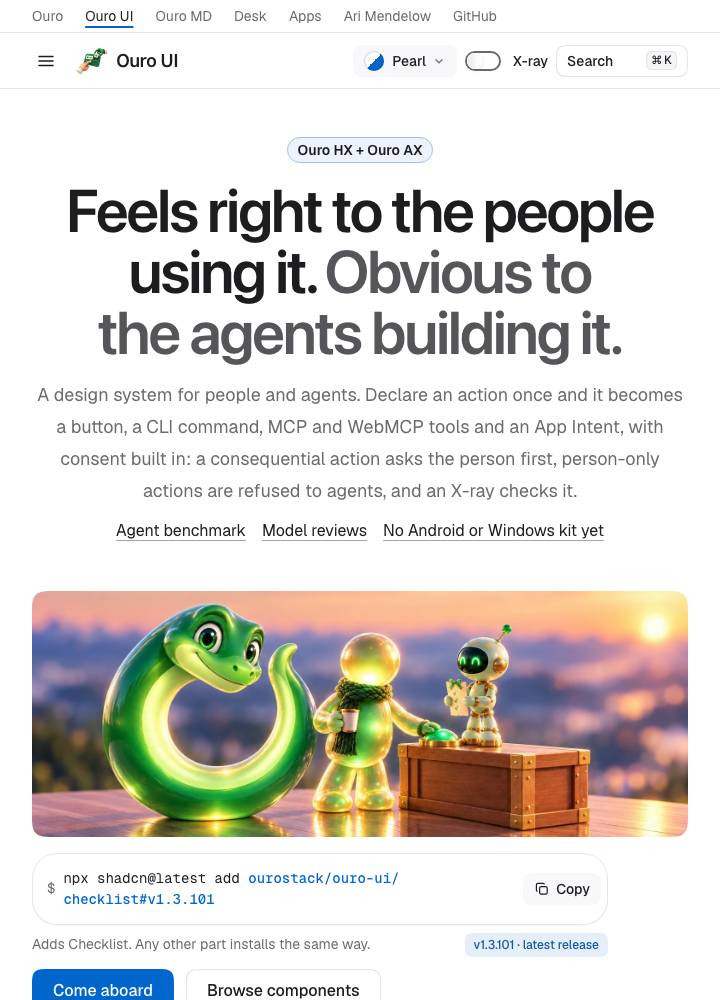 Ouro
Ouro UI
Ouro MD
Desk
Apps
Ari Mendelow
GitHub
Ouro UI
Pearl
X-ray
Search
⌘ K
Ouro HX + Ouro AX
Feels right to the people
using it. Obvious to
the agents building it.
A design system for people and agents. Declare an action once and it becomes
a button, a CLI command, MCP and WebMCP tools and an App Intent, with
consent built in: a consequential action asks the person first, person-only
actions are refused to agents, and an X-ray checks it.
Agent benchmark
Model reviews
No Android or Windows kit yet
$ npx shadcn@latest add ourostack/ouro-ui/
checklist#v1.3.101
Copy
Adds Checklist. Any other part installs the same way.
v1.3.101 · latest release
Come aboard
Browse components